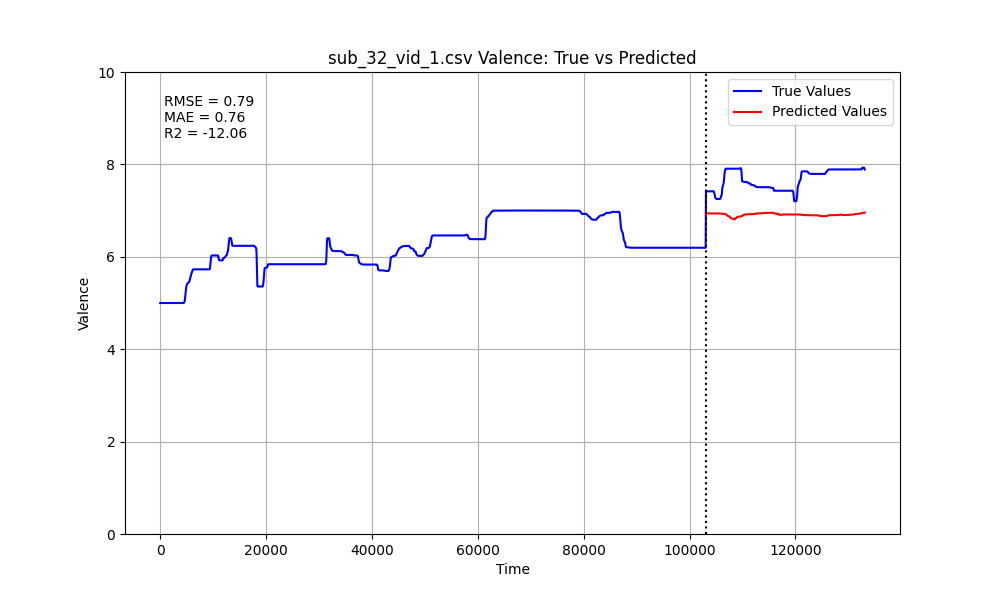 sub_32_vid_1.csv Valence: True vs Predicted
RMSE = 0.79
MAE = 0.76
R2 = -12.06
True Values
Predicted Values
10
8
6
4
2
0
Valence
0 20000 40000 60000 80000 100000 120000
Time